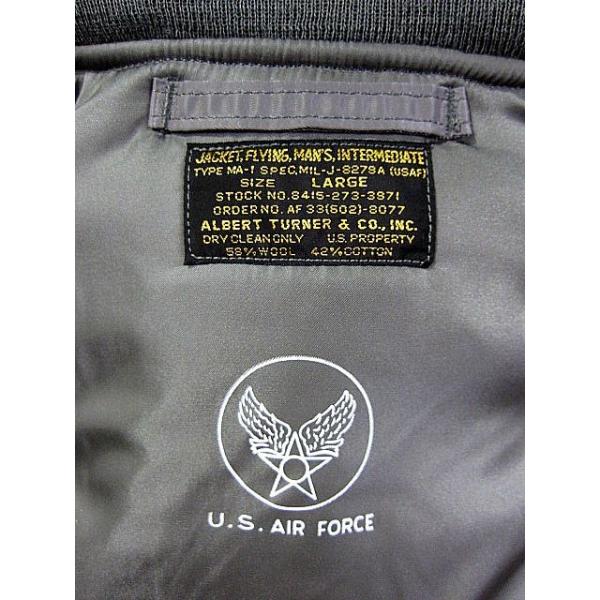 JACKET, FLYING, MAN'S, INTERMEDIATE
TYPE MA-1 SPEC, MIL-J-8279A (USAF)
SIZE LARGE
STOCK NO. 8415-273-3971
ORDER NO. AF 33(602)-8077
ALBERT TURNER & CO., INC.
DRY CLEAN ONLY U.S. PROPERTY
58% WOOL 42% COTTON
U.S. AIR FORCE